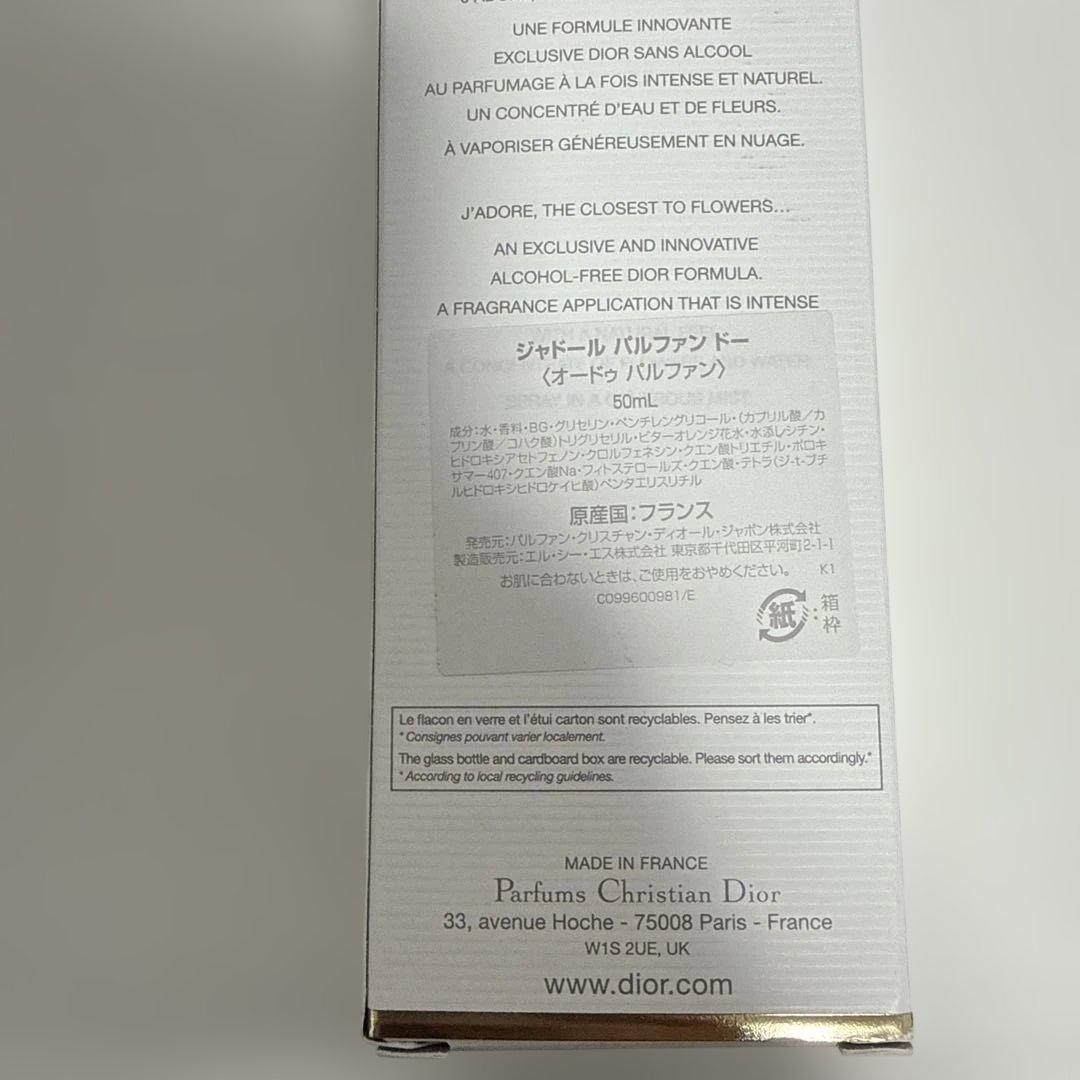 UNE FORMULE INNOVANTE
EXCLUSIVE DIOR SANS ALCOOL
AU PARFUMAGE À LA FOIS INTENSE ET NATUREL.
UN CONCENTRÉ D'EAU ET DE FLEURS.
À VAPORISER GÉNÉREUSEMENT EN NUAGE.
J'ADORE, THE CLOSEST TO FLOWERS...
AN EXCLUSIVE AND INNOVATIVE
ALCOHOL-FREE DIOR FORMULA.
A FRAGRANCE APPLICATION THAT IS INTENSE
ジャドール パルファン ドー
〈オードゥ パルファン〉
50mL
成分:水・香料・BG・グリセリン・ペンチレングリコール・(カプリル酸/カ
プリン酸/コハク酸)トリグリセリル・ビターオレンジ花水・水添レシチン・
ヒドロキシアセトフェノン・クロルフェネシン・クエン酸トリエチル・ポロキ
サマー407・クエン酸Na・フィトステロールズ・クエン酸・テトラ(ジ-t-ブチ
ルヒドロキシヒドロケイヒ酸)ペンタエリスリチル
原産国:フランス
発売元:パルファン・クリスチャン・ディオール・ジャポン株式会社
製造販売元:エル・シー・エス株式会社 東京都千代田区平河町2-1-1
お肌に合わないときは、ご使用をおやめください。 K1
C099600981/E
紙:箱
枠
Le flacon en verre et l'étui carton sont recyclables. Pensez à les trier*.
*Consignes pouvant varier localement.
The glass bottle and cardboard box are recyclable. Please sort them accordingly.*
*According to local recycling guidelines.
MADE IN FRANCE
Parfums Christian Dior
33, avenue Hoche - 75008 Paris - France
W1S 2UE, UK
www.dior.com